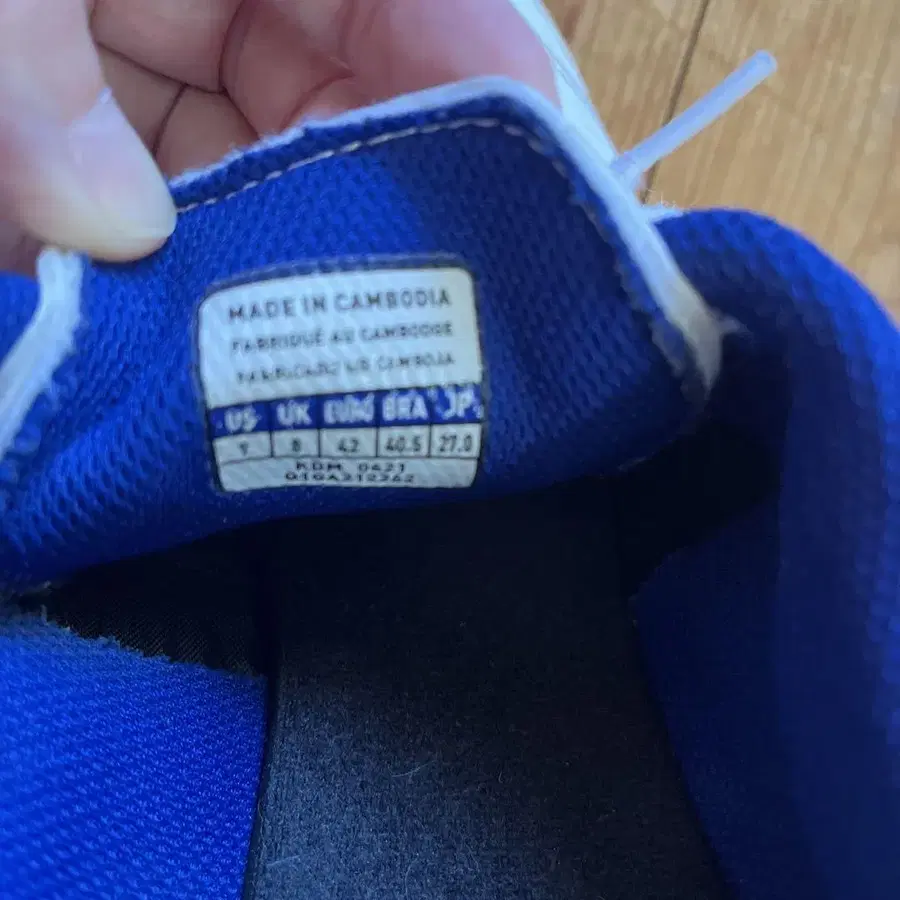 MADE IN CAMBODIA
FABRIQUÉ AU CAMBODGE
FABRICADO EN CAMBOJA
US UK EURO BRA JP
9 8 42 40.5 27.0
KDM 0421